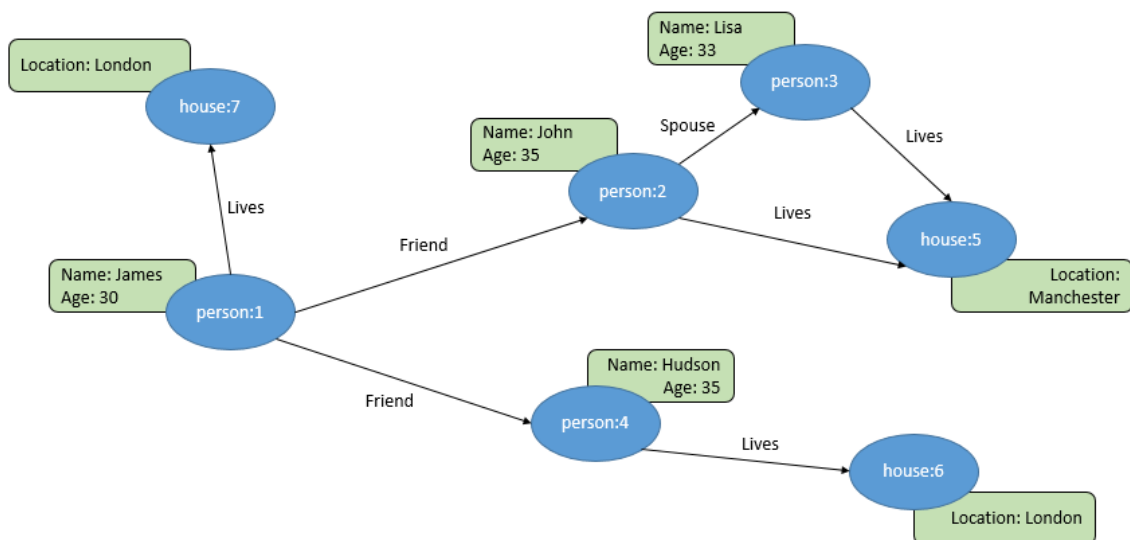 Name: Lisa
Age: 33
Location: London
person:3
house:7
Name: John
Age: 35
Spouse
Lives
person:2
Lives
Lives
house:5
Friend
Name: James
Age: 30
Location:
Manchester
person:1
Name: Hudson
Age: 35
Friend
person:4
Lives
house:6
Location: London